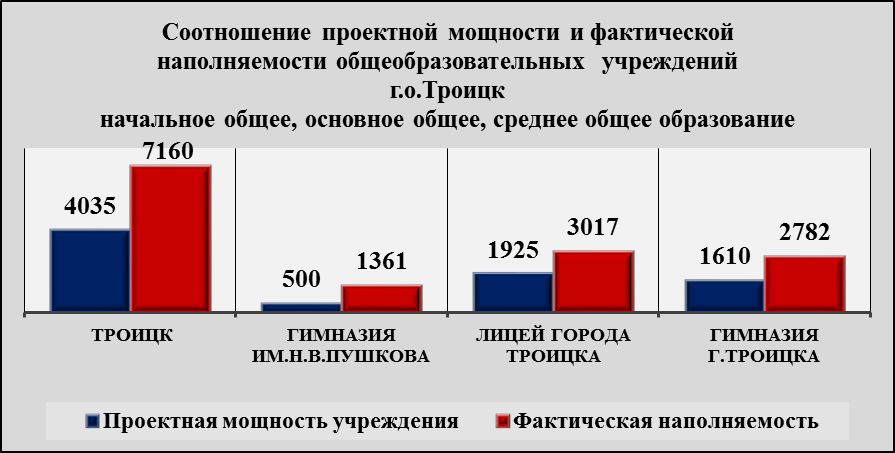 Соотношение проектной мощности и фактической
наполняемости общеобразовательных учреждений
г.о.Троицк
начальное общее, основное общее, среднее общее образование
7160
4035
3017
2782
1925
1610
1361
500
ТРОИЦК
ГИМНАЗИЯ
ИМ.Н.В.ПУШКОВА
ЛИЦЕЙ ГОРОДА
ТРОИЦКА
ГИМНАЗИЯ
Г.ТРОИЦКА
Проектная мощность учреждения
Фактическая наполняемость